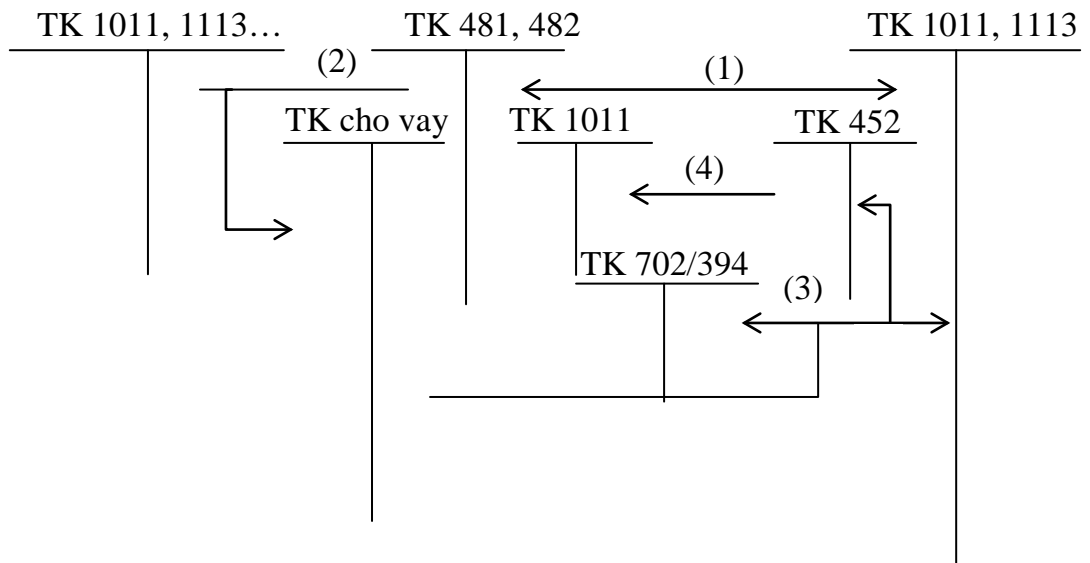 TK 1011, 1113… TK 481, 482 TK 1011, 1113
(2) (1)
TK cho vay TK 1011 TK 452
(4)
TK 702/394
(3)